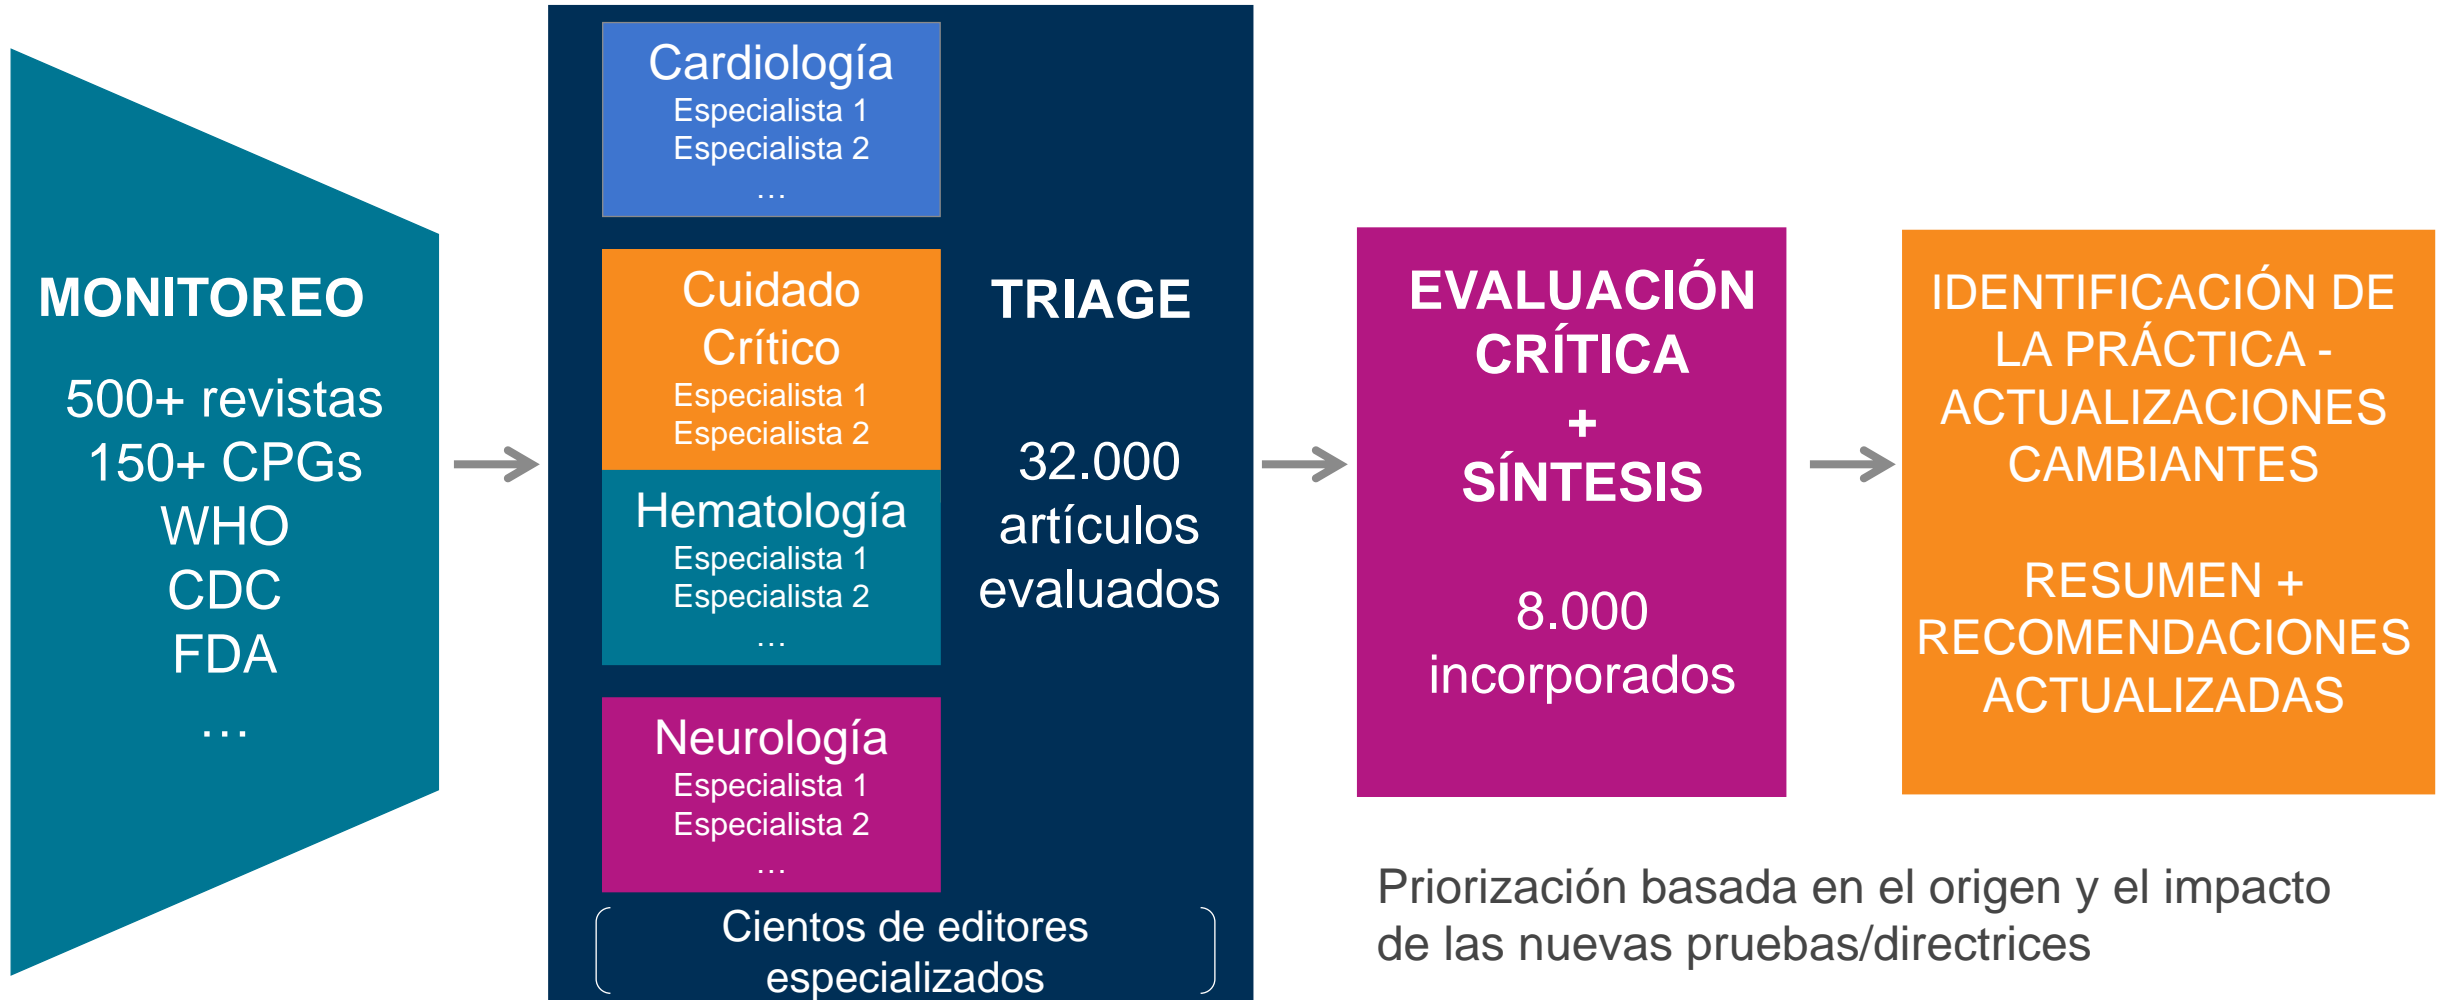 MONITOREO
500+ revistas
150+ CPGs
WHO
CDC
FDA
…
Cardiología
Especialista 1
Especialista 2
…
Cuidado
Crítico
Especialista 1
Especialista 2
Hematología
Especialista 1
Especialista 2
…
Neurología
Especialista 1
Especialista 2
…
Cientos de editores
especializados
TRIAGE
32.000
artículos
evaluados
EVALUACIÓN
CRÍTICA
+
SÍNTESIS
8.000
incorporados
IDENTIFICACIÓN DE
LA PRÁCTICA -
ACTUALIZACIONES
CAMBIANTES
RESUMEN +
RECOMENDACIONES
ACTUALIZADAS
Priorización basada en el origen y el impacto
de las nuevas pruebas/directrices